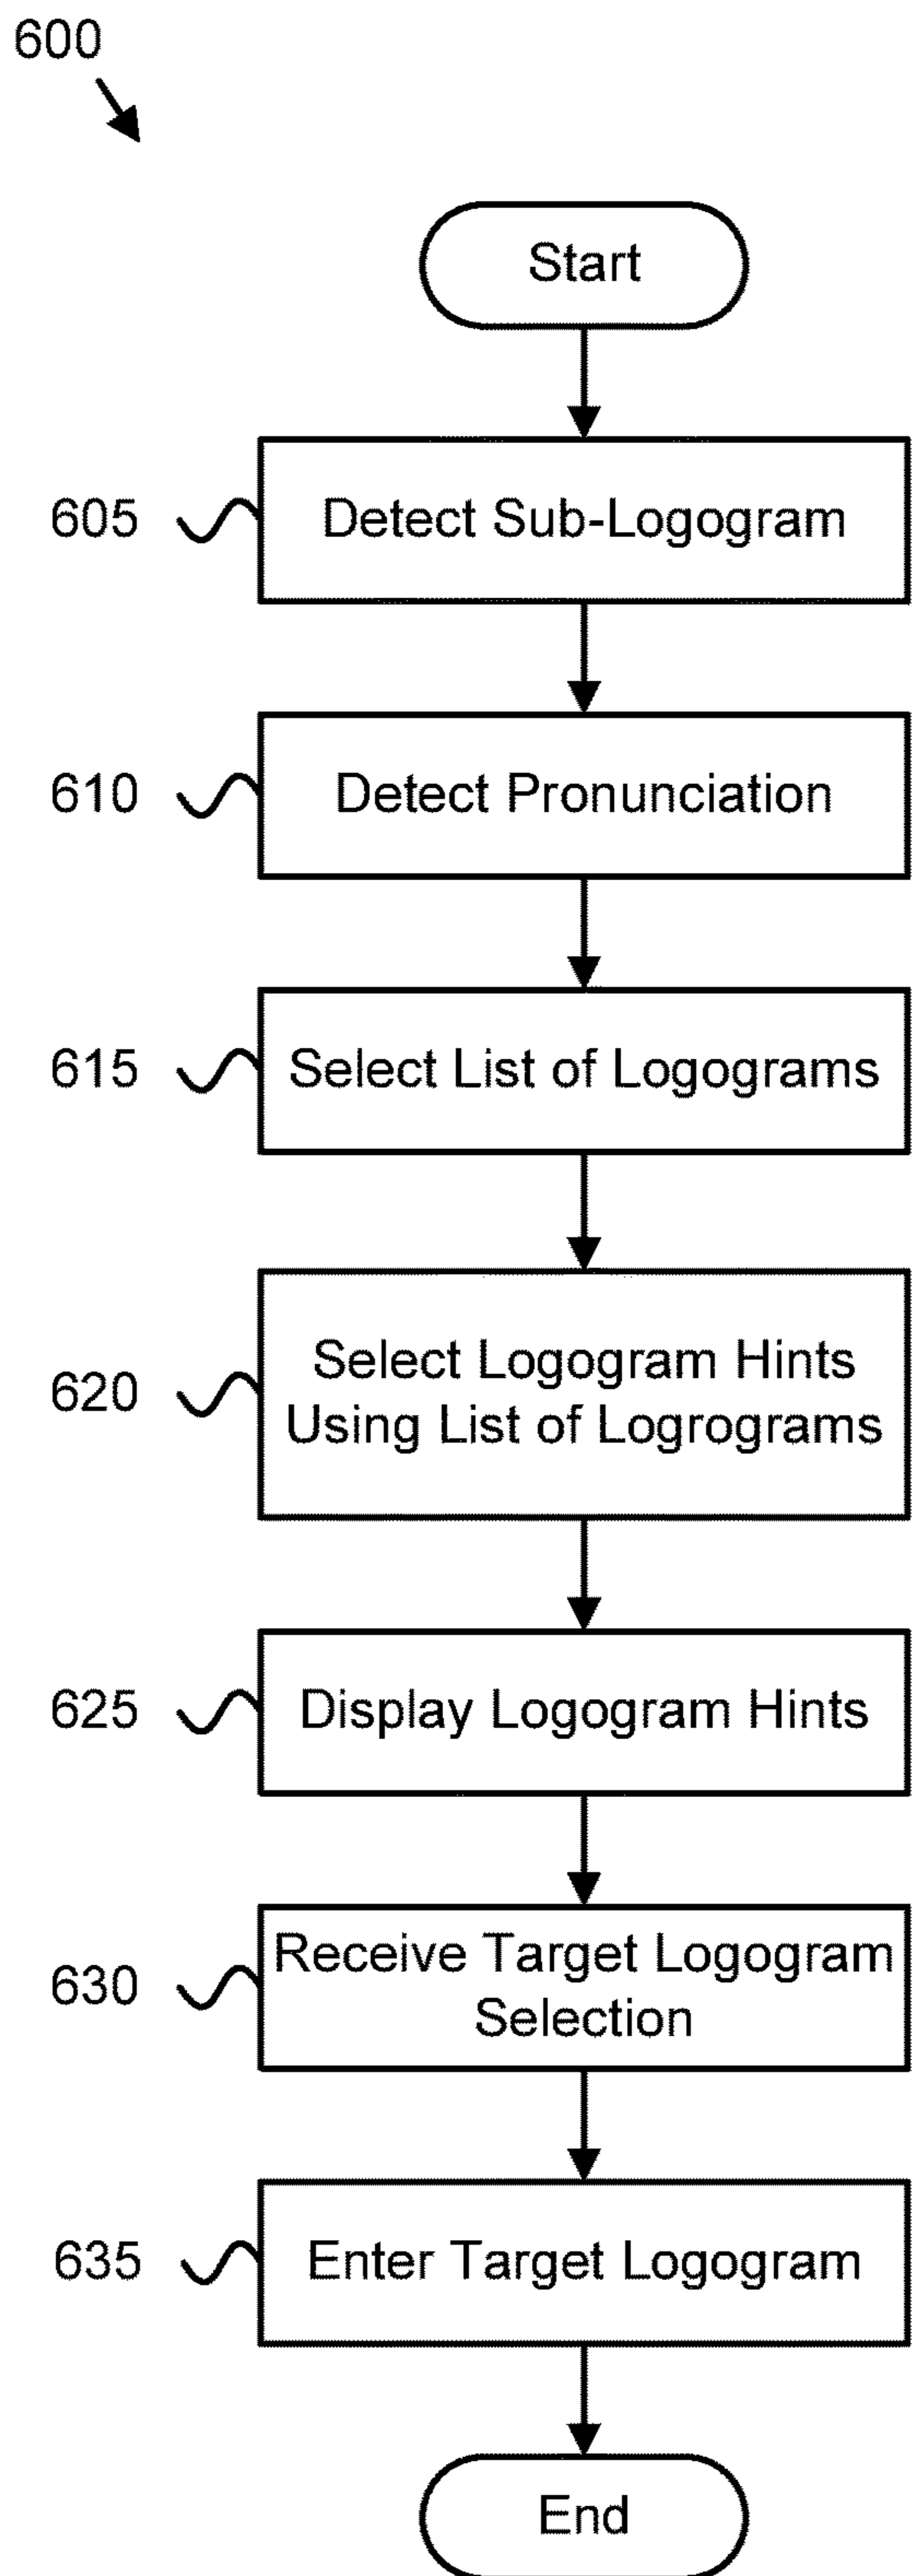 600
Start
605 Detect Sub-Logogram
610 Detect Pronunciation
615 Select List of Logograms
620 Select Logogram Hints
Using List of Logrograms
625 Display Logogram Hints
630 Receive Target Logogram
Selection
635 Enter Target Logogram
End